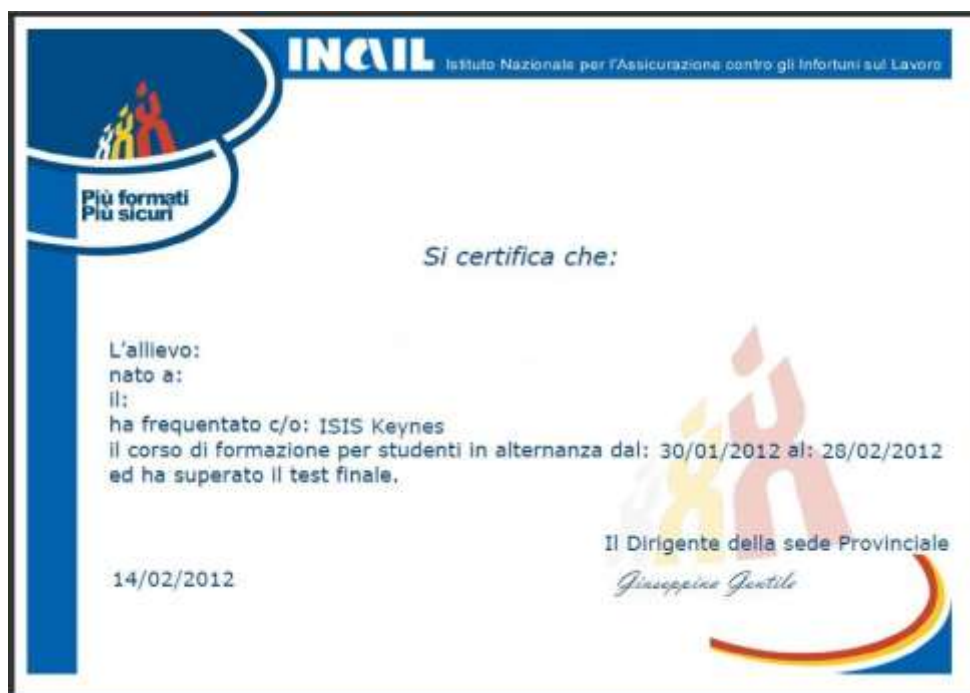 INAIL Istituto Nazionale per l'Assicurazione contro gli Infortuni sul Lavoro
Più formati
Più sicuri
Si certifica che:
L'allievo:
nato a:
il:
ha frequentato c/o: ISIS Keynes
il corso di formazione per studenti in alternanza dal: 30/01/2012 al: 28/02/2012
ed ha superato il test finale.
Il Dirigente della sede Provinciale
14/02/2012
Giuseppina Gentile